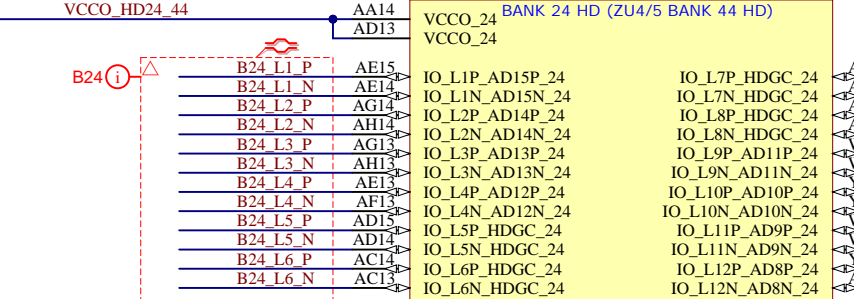 VCCO_HD24_44 AA14 VCCO_24 BANK 24 HD (ZU4/5 BANK 44 HD)
AD13 VCCO_24
B24 i
B24_L1_P AE15 IO_L1P_AD15P_24 IO_L7P_HDGC_24
B24_L1_N AE14 IO_L1N_AD15N_24 IO_L7N_HDGC_24
B24_L2_P AG14 IO_L2P_AD14P_24 IO_L8P_HDGC_24
B24_L2_N AH14 IO_L2N_AD14N_24 IO_L8N_HDGC_24
B24_L3_P AG13 IO_L3P_AD13P_24 IO_L9P_AD11P_24
B24_L3_N AH13 IO_L3N_AD13N_24 IO_L9N_AD11N_24
B24_L4_P AE13 IO_L4P_AD12P_24 IO_L10P_AD10P_24
B24_L4_N AF13 IO_L4N_AD12N_24 IO_L10N_AD10N_24
B24_L5_P AD15 IO_L5P_HDGC_24 IO_L11P_AD9P_24
B24_L5_N AD14 IO_L5N_HDGC_24 IO_L11N_AD9N_24
B24_L6_P AC14 IO_L6P_HDGC_24 IO_L12P_AD8P_24
B24_L6_N AC13 IO_L6N_HDGC_24 IO_L12N_AD8N_24